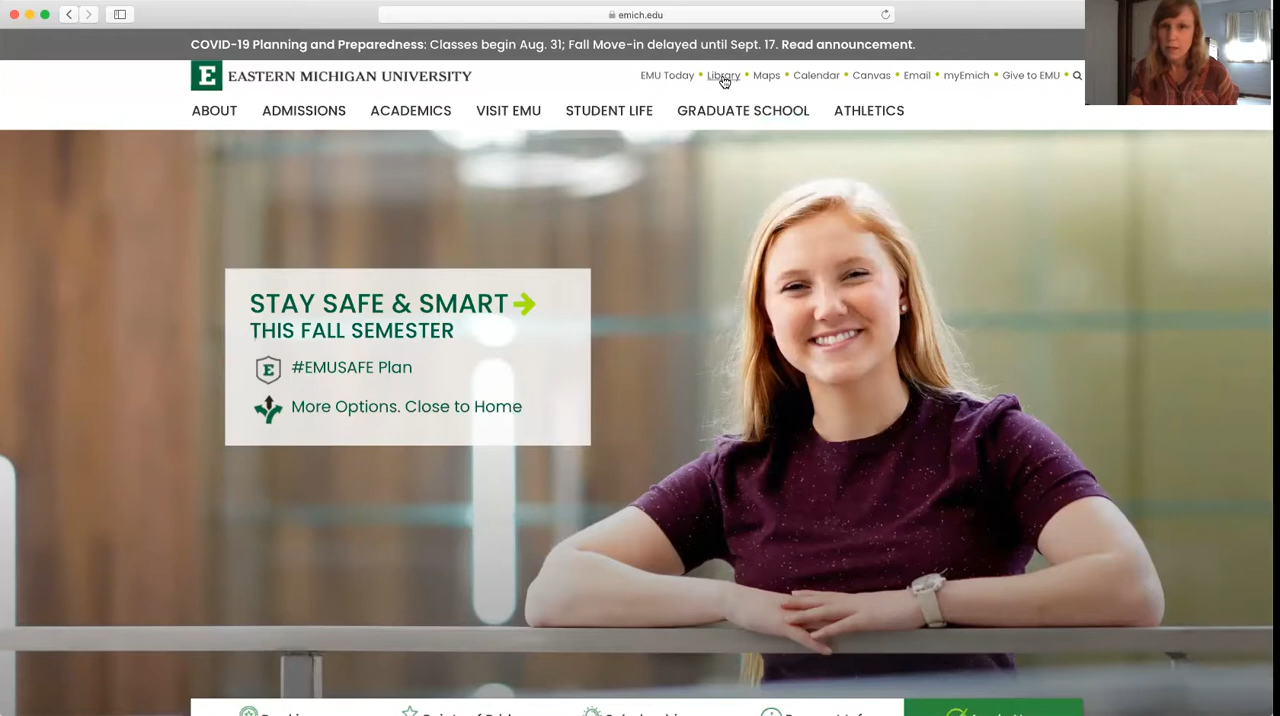 emich.edu
COVID-19 Planning and Preparedness: Classes begin Aug. 31; Fall Move-in delayed until Sept. 17. Read announcement.
E EASTERN MICHIGAN UNIVERSITY
EMU Today • Library • Maps • Calendar • Canvas • Email • myEmich • Give to EMU
ABOUT ADMISSIONS ACADEMICS VISIT EMU STUDENT LIFE GRADUATE SCHOOL ATHLETICS
STAY SAFE & SMART
THIS FALL SEMESTER
E #EMUSAFE Plan
More Options. Close to Home